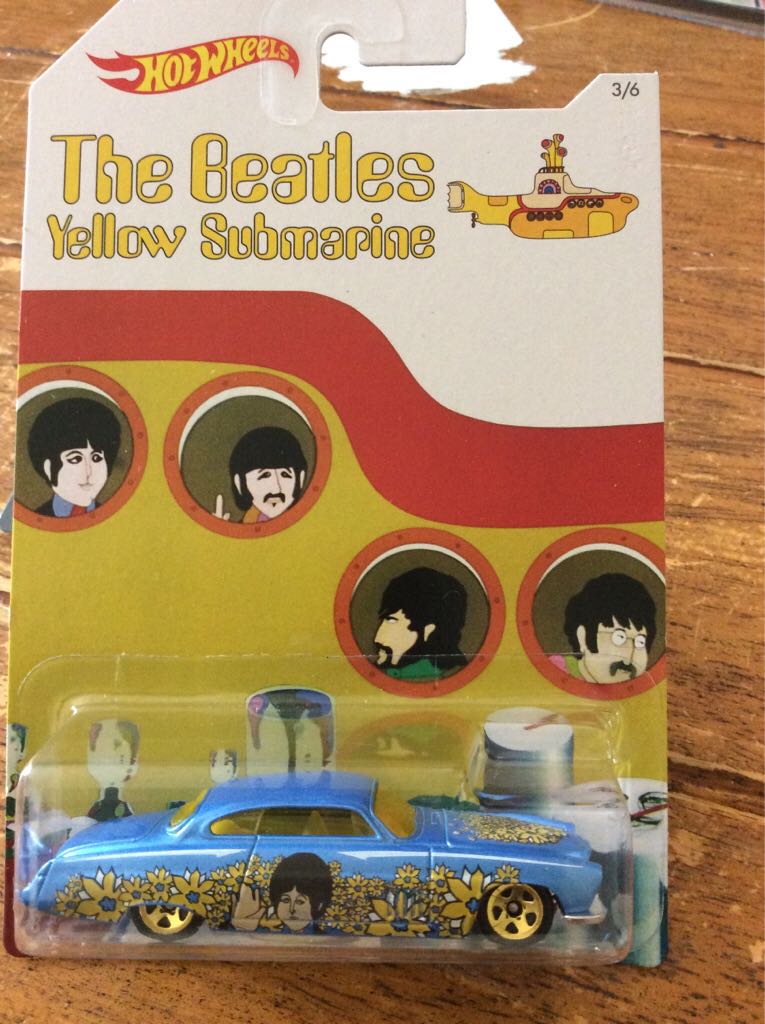 HOT WHEELS
3/6
The Beatles
Yellow Submarine